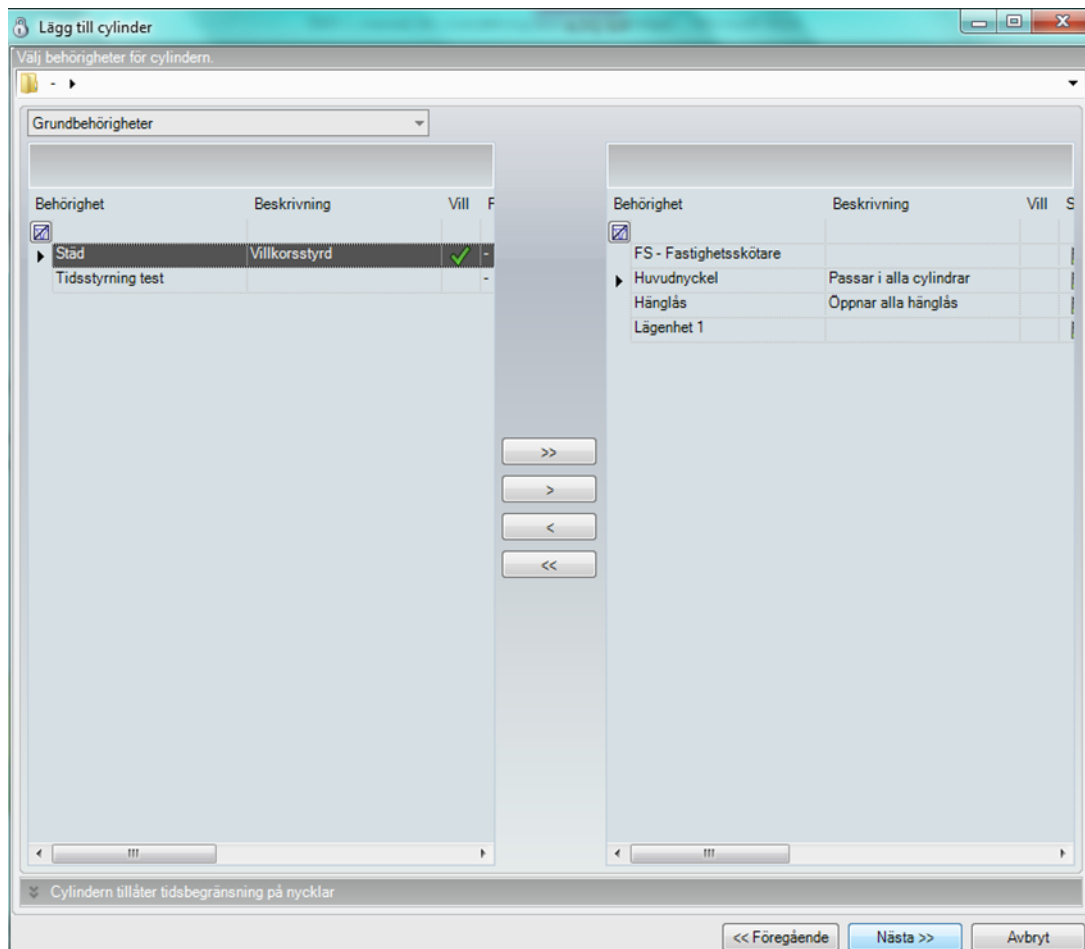 Lägg till cylinder
Välj behörigheter för cylindern.
-
Grundbehörigheter
Behörighet Beskrivning Vill F
Städ Villkorsstyrd -
Tidsstyrning test -
Behörighet Beskrivning Vill S
FS - Fastighetsskötare
Huvudnyckel Passar i alla cylindrar
Hänglås Öppnar alla hänglås
Lägenhet 1
>>
>
<
<<
Cylindern tillåter tidsbegränsning på nycklar
<< Föregående Nästa >> Avbryt